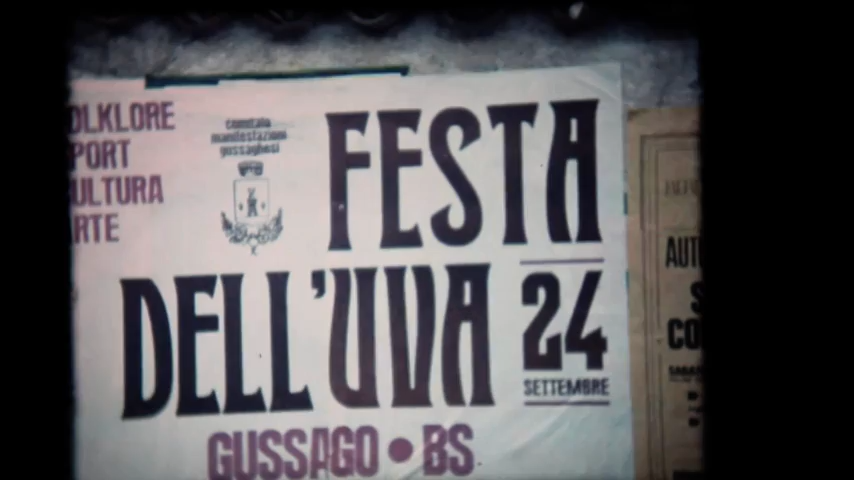 OLKLORE
PORT
ULTURA
RTE
comitato
manifestazioni
gussaghesi
FESTA
DELL'UVA
24
SETTEMBRE
GUSSAGO • BS
AUT
S
CO